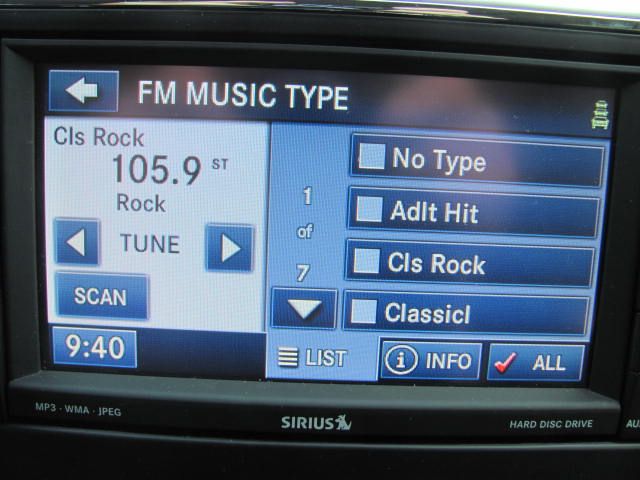 FM MUSIC TYPE
Cls Rock
105.9 ST
Rock
TUNE
SCAN
9:40
1
of
7
No Type
Adlt Hit
Cls Rock
Classicl
LIST
INFO
ALL
MP3 · WMA · JPEG
SIRIUS
HARD DISC DRIVE